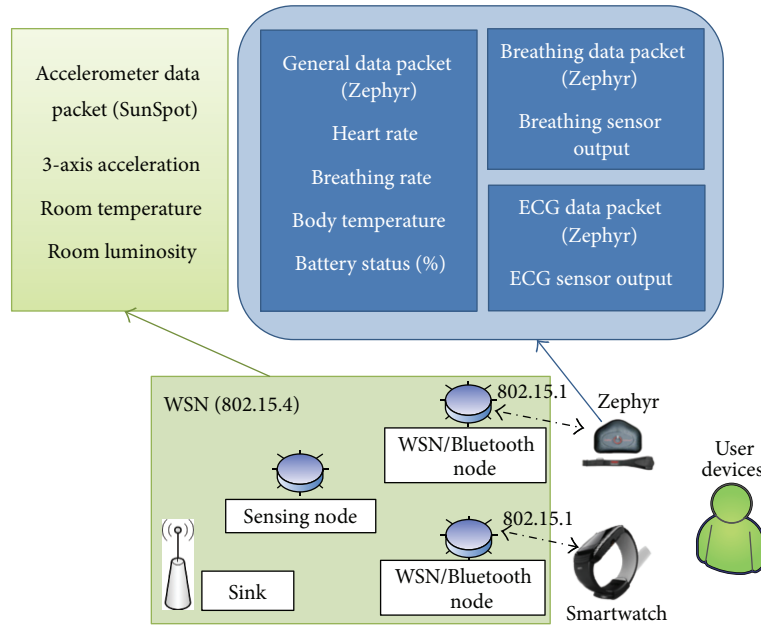 Accelerometer data
packet (SunSpot)
3-axis acceleration
Room temperature
Room luminosity
General data packet
(Zephyr)
Heart rate
Breathing rate
Body temperature
Battery status (%)
Breathing data packet
(Zephyr)
Breathing sensor
output
ECG data packet
(Zephyr)
ECG sensor output
WSN (802.15.4)
802.15.1
WSN/Bluetooth
node
Zephyr
Sensing node
802.15.1
WSN/Bluetooth
node
Sink
Smartwatch
User
devices